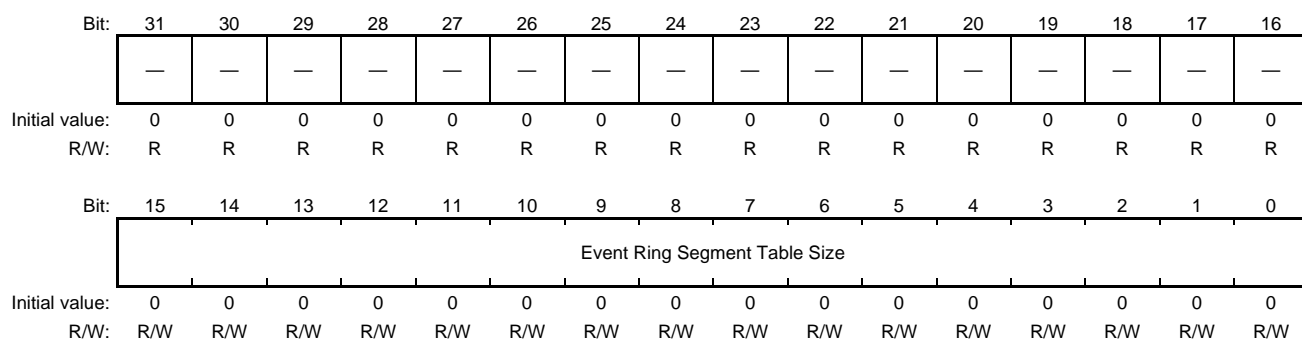 Bit: 31 30 29 28 27 26 25 24 23 22 21 20 19 18 17 16
— — — — — — — — — — — — — — — —
Initial value: 0 0 0 0 0 0 0 0 0 0 0 0 0 0 0 0
R/W: R R R R R R R R R R R R R R R R
Bit: 15 14 13 12 11 10 9 8 7 6 5 4 3 2 1 0
Event Ring Segment Table Size
Initial value: 0 0 0 0 0 0 0 0 0 0 0 0 0 0 0 0
R/W: R/W R/W R/W R/W R/W R/W R/W R/W R/W R/W R/W R/W R/W R/W R/W R/W